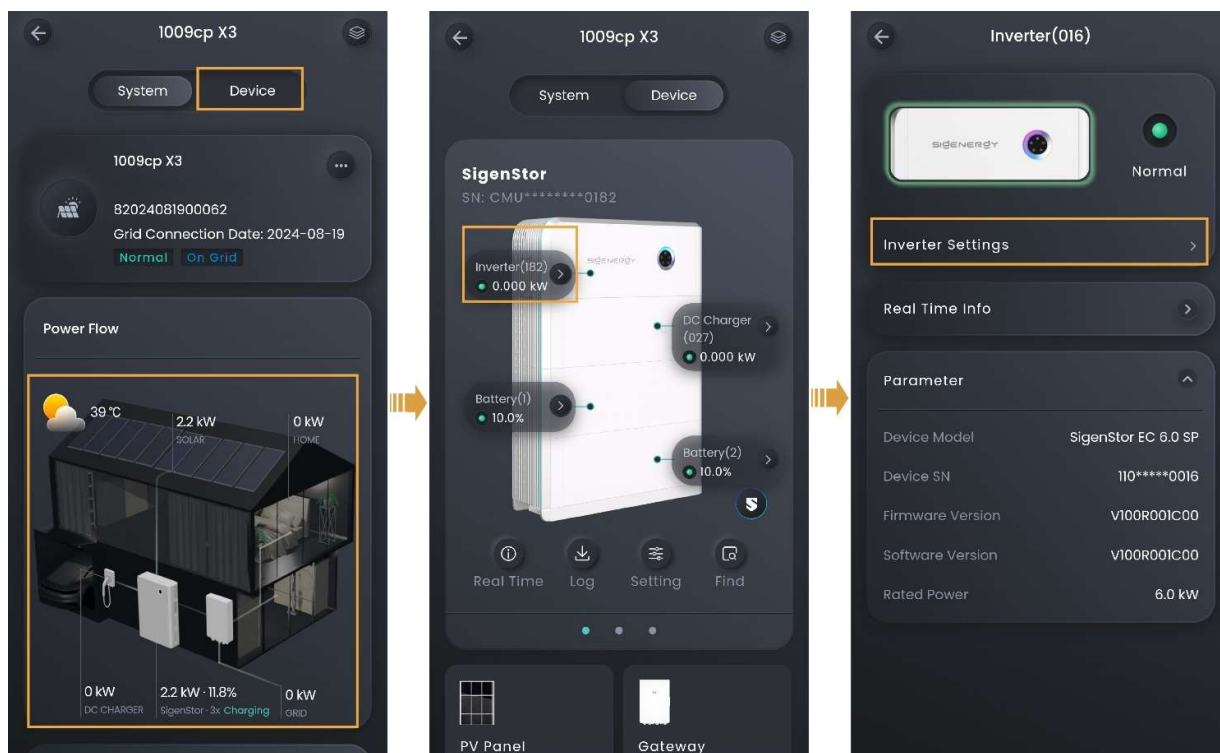 1009cp X3
System
Device
1009cp X3
82024081900062
Grid Connection Date: 2024-08-19
Normal On Grid
Power Flow
39 °C
2.2 kW
SOLAR
0 kW
HOME
0 kW
DC CHARGER
2.2 kW · 11.8%
SigenStor · 3x Charging
0 kW
GRID
1009cp X3
System
Device
SigenStor
SN: CMU********0182
SIGENERGY
Inverter(182)
0.000 kW
DC Charger
(027)
0.000 kW
Battery(1)
10.0%
Battery(2)
10.0%
Real Time
Log
Setting
Find
PV Panel
Gateway
Inverter(016)
SIGENERGY
Normal
Inverter Settings
Real Time Info
Parameter
Device Model SigenStor EC 6.0 SP
Device SN 110*****0016
Firmware Version V100R001C00
Software Version V100R001C00
Rated Power 6.0 kW